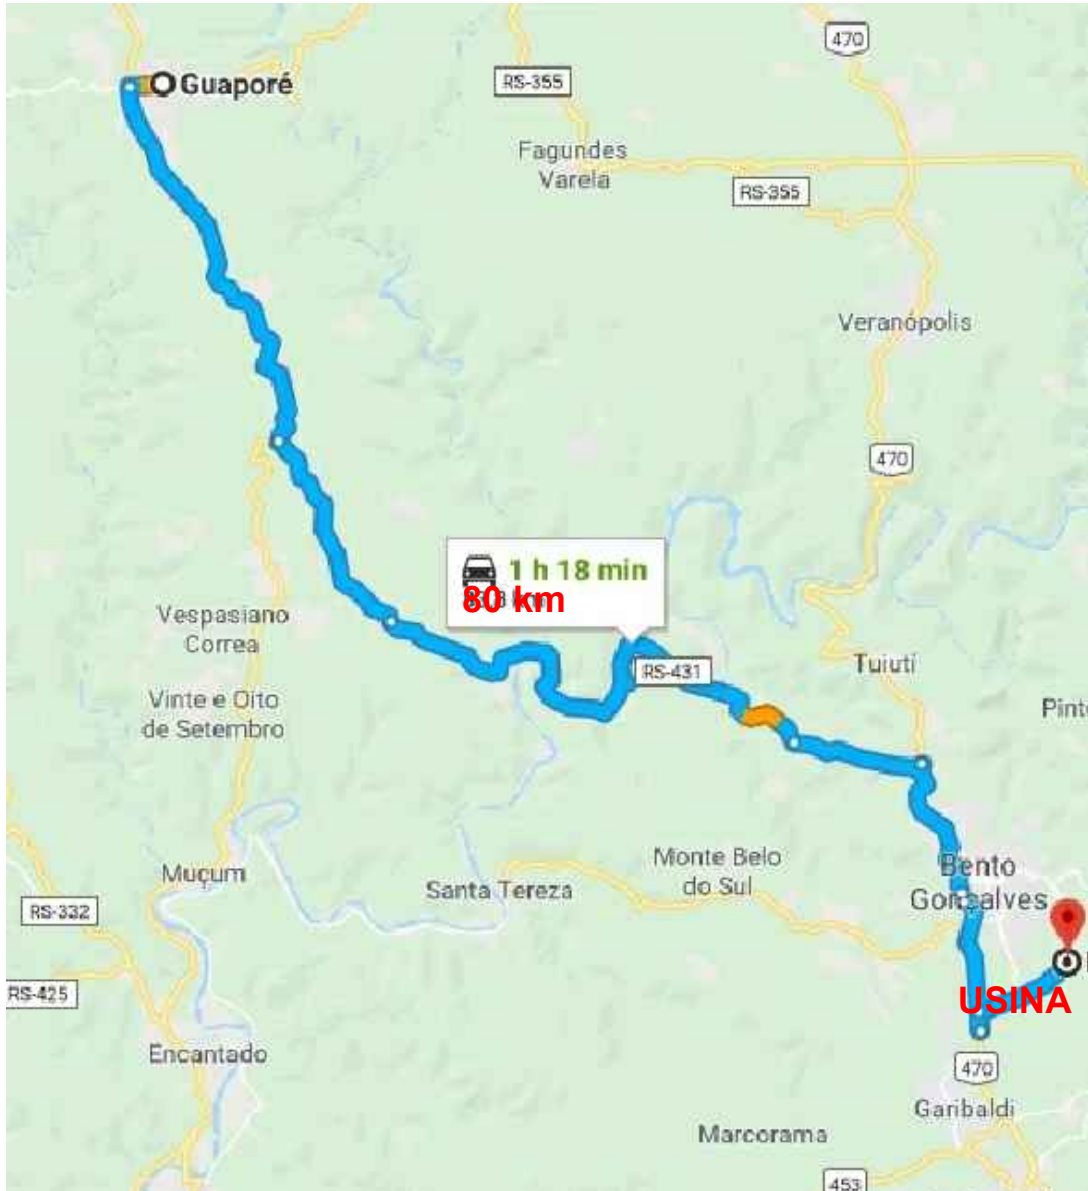 470
Guaporé
RS-355
Fagundes
Varela
RS-355
Veranópolis
470
1 h 18 min
80 km
Vespasiano
Correa
RS-431
Tuiuti
Vinte e Oito
de Setembro
Pint
Muçum
Monte Belo
do Sul
Bento
Gonçalves
Santa Tereza
RS-332
RS-425
USINA
Encantado
470
Garibaldi
Marcorama
453